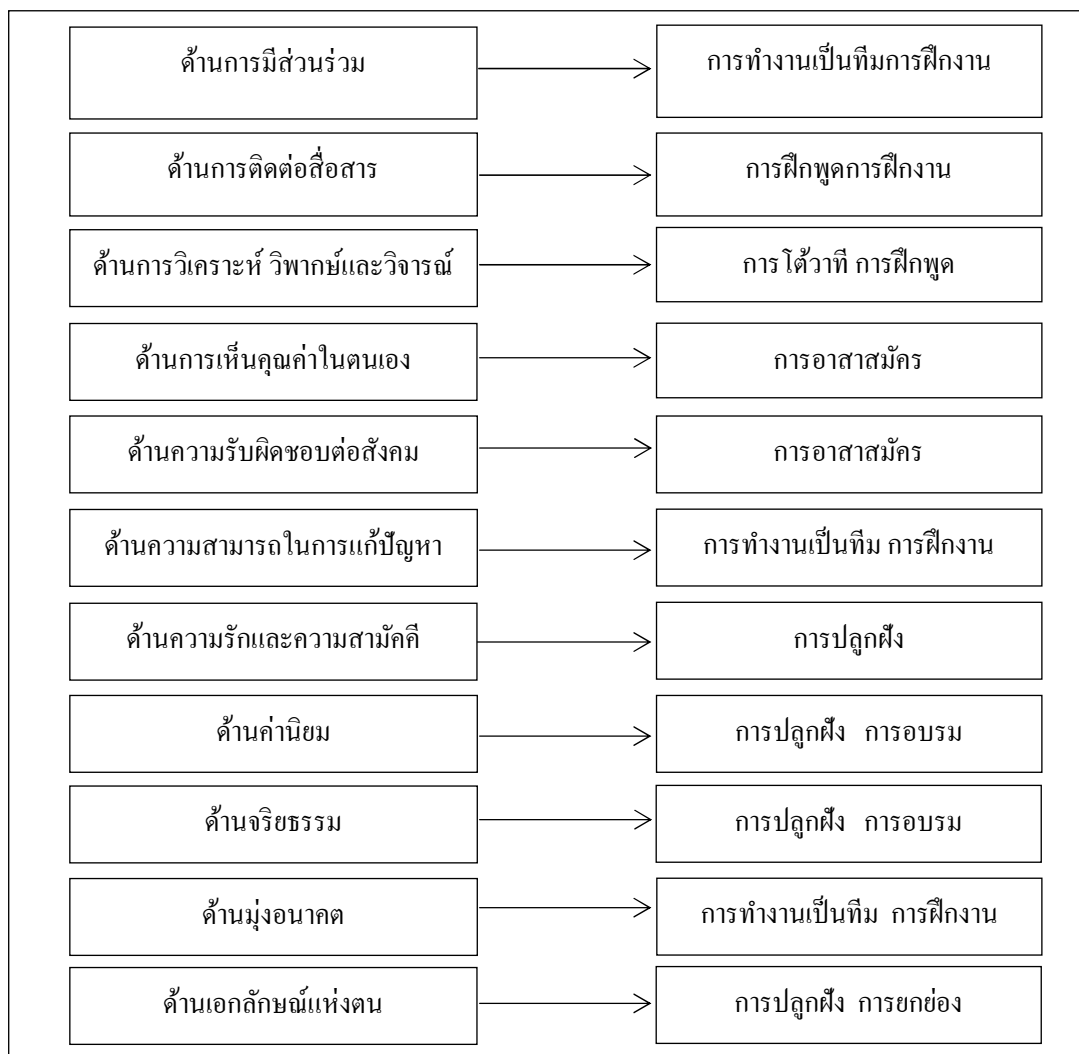 ด้านการมีส่วนร่วม
การทำงานเป็นทีมการฝึกงาน
ด้านการติดต่อสื่อสาร
การฝึกพูดการฝึกงาน
ด้านการวิเคราะห์ วิพากษ์และวิจารณ์
การโต้วาที การฝึกพูด
ด้านการเห็นคุณค่าในตนเอง
การอาสาสมัคร
ด้านความรับผิดชอบต่อสังคม
การอาสาสมัคร
ด้านความสามารถในการแก้ปัญหา
การทำงานเป็นทีม การฝึกงาน
ด้านความรักและความสามัคคี
การปลูกฝัง
ด้านค่านิยม
การปลูกฝัง การอบรม
ด้านจริยธรรม
การปลูกฝัง การอบรม
ด้านมุ่งอนาคต
การทำงานเป็นทีม การฝึกงาน
ด้านเอกลักษณ์แห่งตน
การปลูกฝัง การยกย่อง